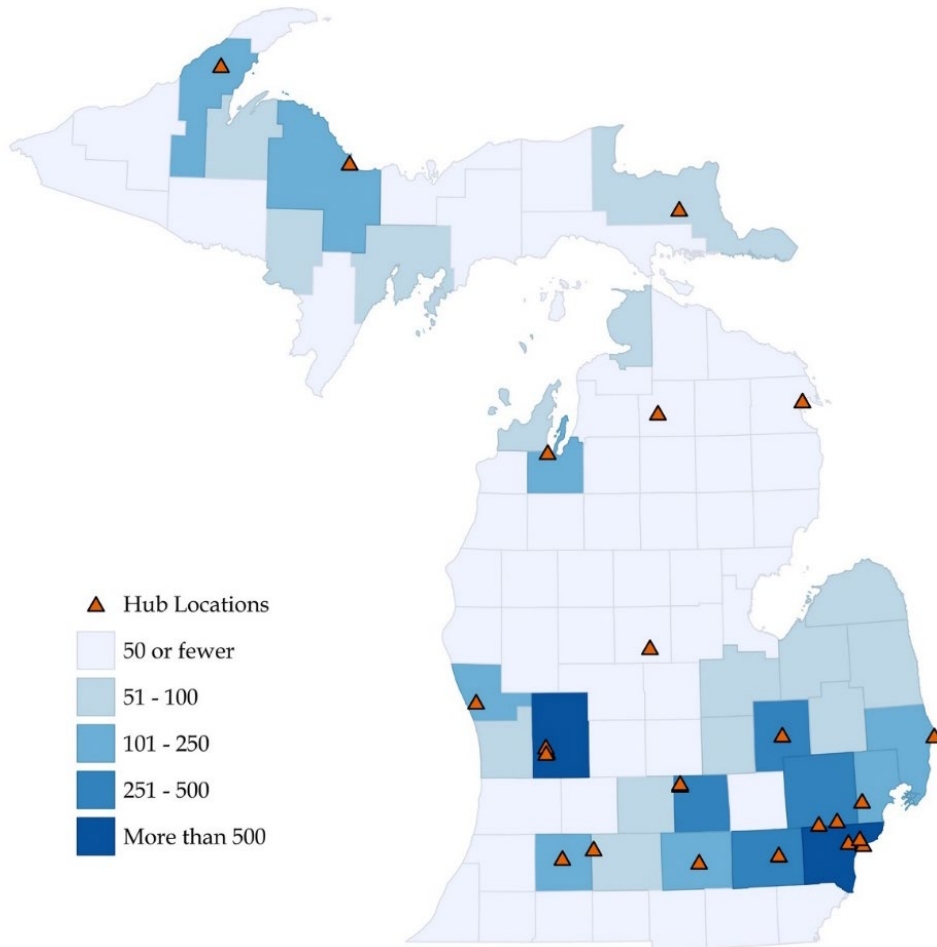 Hub Locations
50 or fewer
51 - 100
101 - 250
251 - 500
More than 500